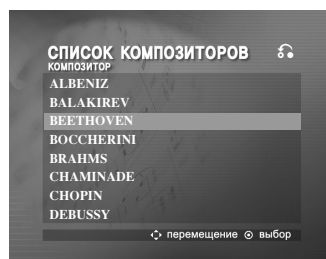 СПИСОК КОМПОЗИТОРОВ
КОМПОЗИТОР
ALBENIZ
BALAKIREV
BEETHOVEN
BOCCHERINI
BRAHMS
CHAMINADE
CHOPIN
DEBUSSY
перемещение выбор